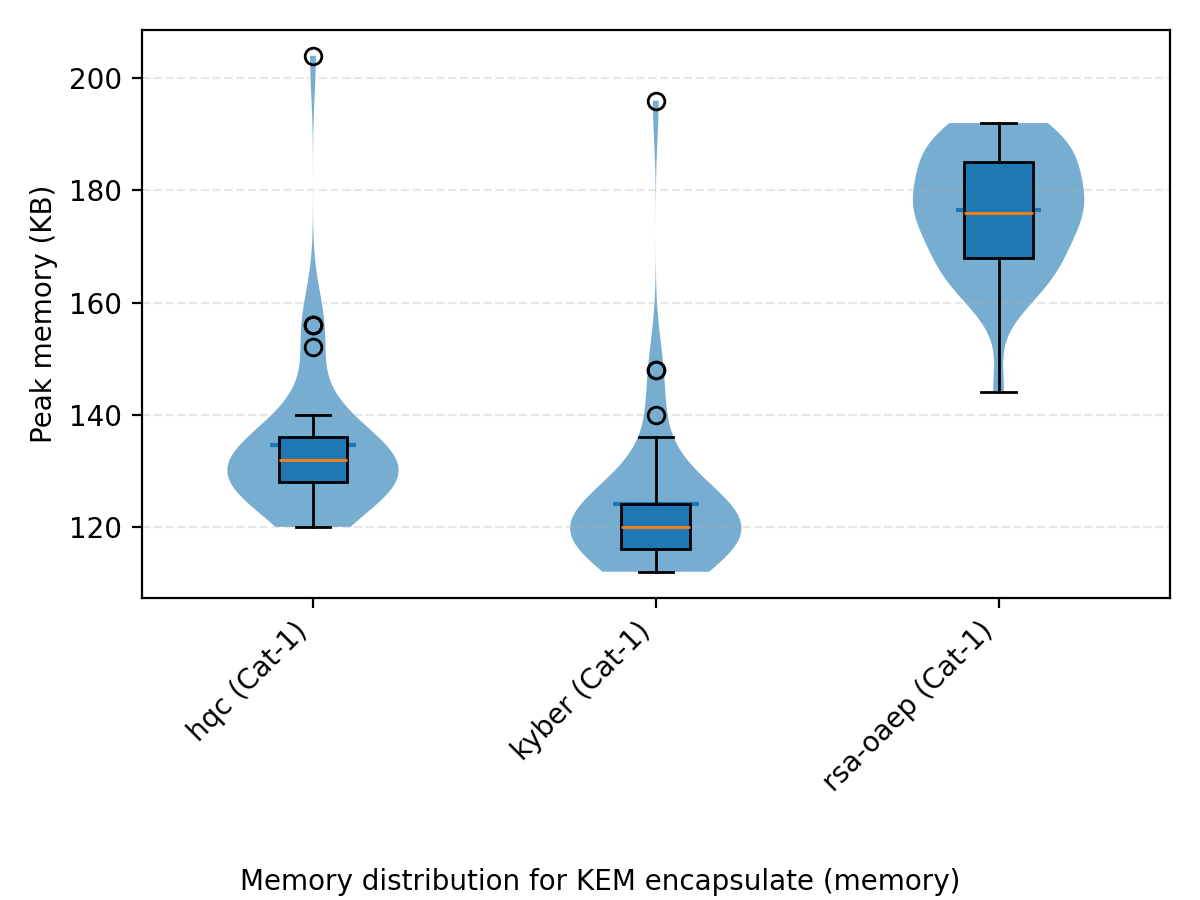 200
180
160
140
120
Peak memory (KB)
hqc (Cat-1)
kyber (Cat-1)
rsa-oaep (Cat-1)
Memory distribution for KEM encapsulate (memory)